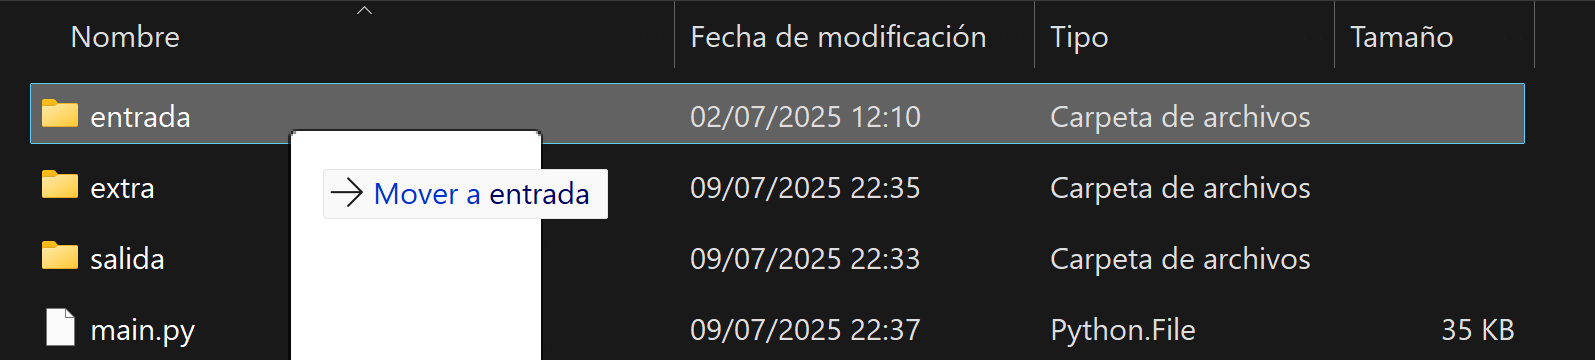 Nombre Fecha de modificación Tipo Tamaño
entrada 02/07/2025 12:10 Carpeta de archivos
extra 09/07/2025 22:35 Carpeta de archivos
Mover a entrada
salida 09/07/2025 22:33 Carpeta de archivos
main.py 09/07/2025 22:37 Python.File 35 KB